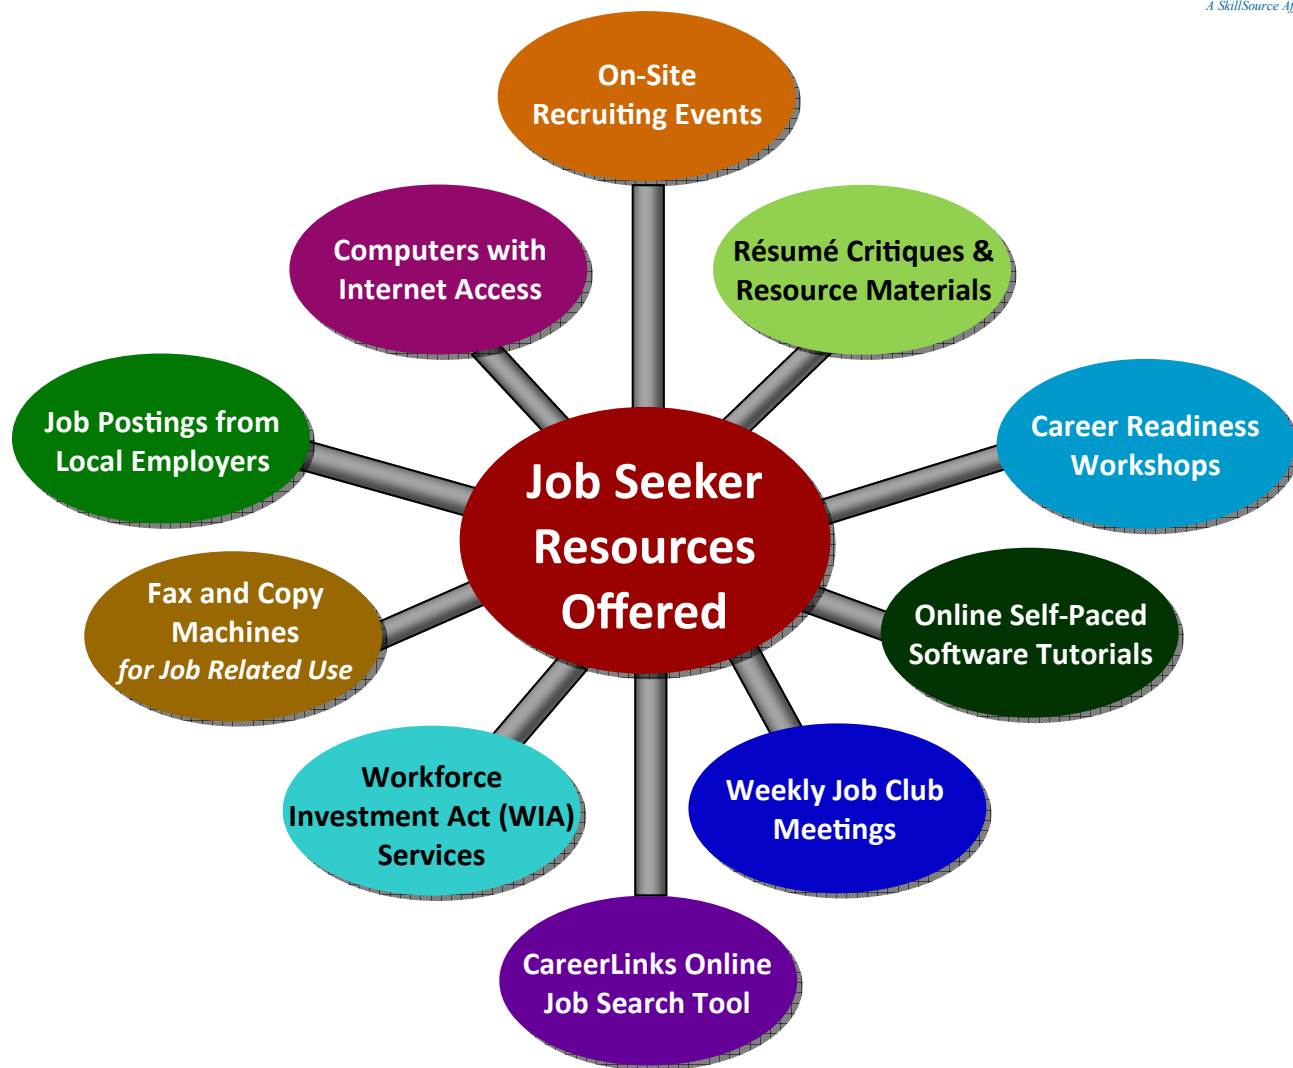 A SkillSource
On-Site
Recruiting Events
Computers with
Internet Access
Résumé Critiques &
Resource Materials
Job Postings from
Local Employers
Career Readiness
Workshops
Job Seeker
Resources
Offered
Fax and Copy
Machines
for Job Related Use
Online Self-Paced
Software Tutorials
Workforce
Investment Act (WIA)
Services
Weekly Job Club
Meetings
CareerLinks Online
Job Search Tool